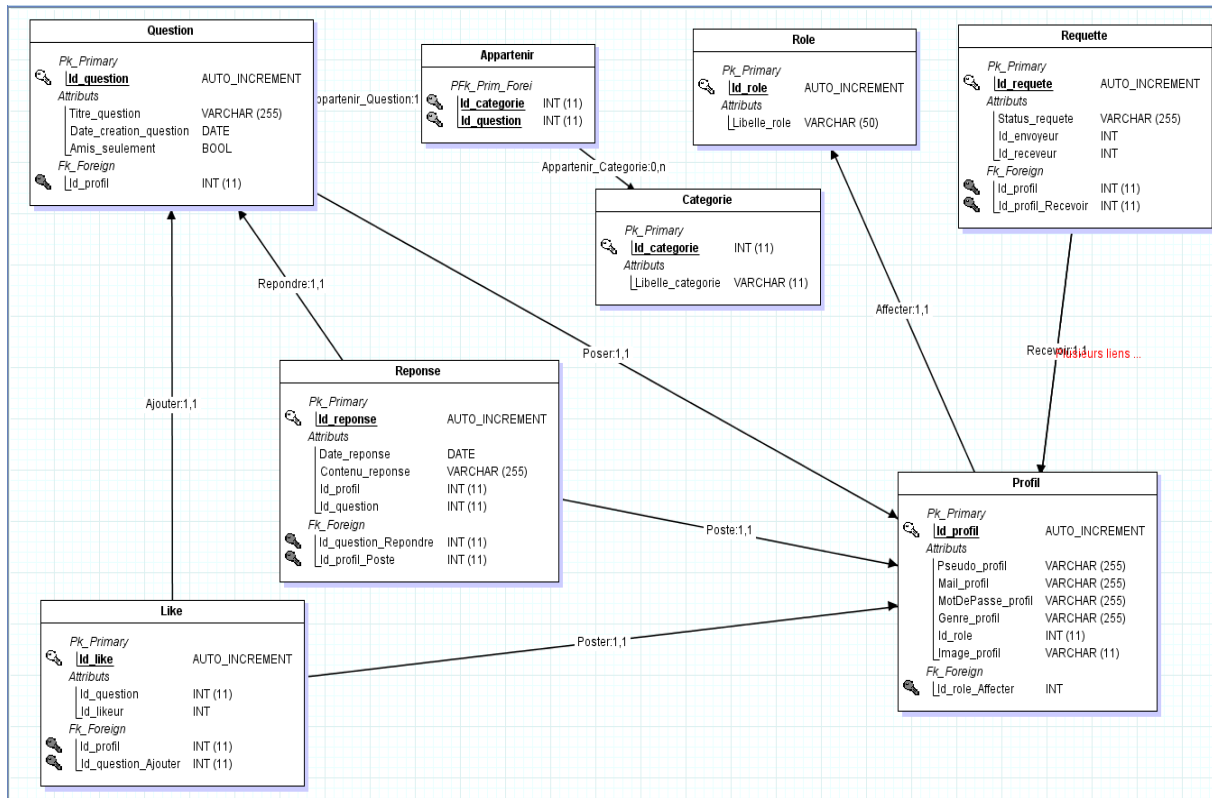 Question
Pk_Primary
Id_question AUTO_INCREMENT
Attributs
Titre_question VARCHAR (255)
Date_creation_question DATE
Amis_seulement BOOL
Fk_Foreign
Id_profil INT (11)
ppartenir_Question:1
Appartenir
PFk_Prim_Forei
Id_categorie INT (11)
Id_question INT (11)
Appartenir_Categorie:0,n
Role
Pk_Primary
Id_role AUTO_INCREMENT
Attributs
Libelle_role VARCHAR (50)
Requette
Pk_Primary
Id_requete AUTO_INCREMENT
Attributs
Status_requete VARCHAR (255)
Id_envoyeur INT
Id_receveur INT
Fk_Foreign
Id_profil INT (11)
Id_profil_Recevoir INT (11)
Categorie
Pk_Primary
Id_categorie INT (11)
Attributs
Libelle_categorie VARCHAR (11)
Repondre:1,1
Affecter:1,1
Poser:1,1
Recevoir:1,1
Plusieurs liens ...
Ajouter:1,1
Reponse
Pk_Primary
Id_reponse AUTO_INCREMENT
Attributs
Date_reponse DATE
Contenu_reponse VARCHAR (255)
Id_profil INT (11)
Id_question INT (11)
Fk_Foreign
Id_question_Repondre INT (11)
Id_profil_Poste INT (11)
Poste:1,1
Profil
Pk_Primary
Id_profil AUTO_INCREMENT
Attributs
Pseudo_profil VARCHAR (255)
Mail_profil VARCHAR (255)
MotDePasse_profil VARCHAR (255)
Genre_profil VARCHAR (255)
Id_role INT (11)
Image_profil VARCHAR (11)
Fk_Foreign
Id_role_Affecter INT
Like
Pk_Primary
Id_like AUTO_INCREMENT
Attributs
Id_question INT (11)
Id_likeur INT
Fk_Foreign
Id_profil INT (11)
Id_question_Ajouter INT (11)
Poster:1,1